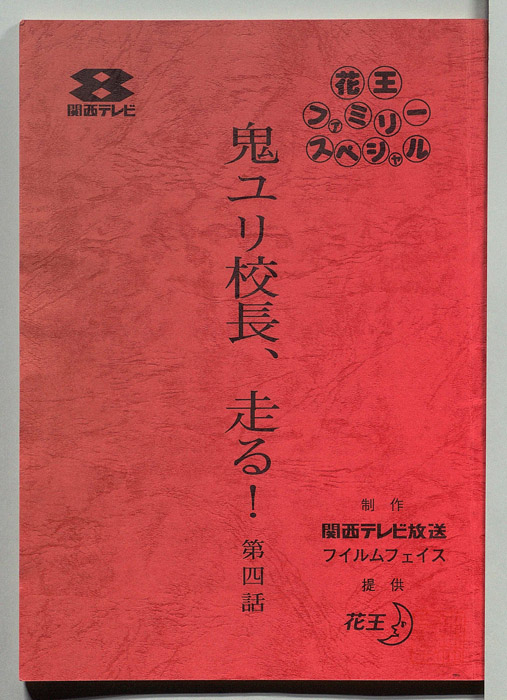 関西テレビ
花王
ファミリー
スペシャル
鬼ユリ校長、走る!第四話
制作
関西テレビ放送
フイルムフェイス
提供
花王